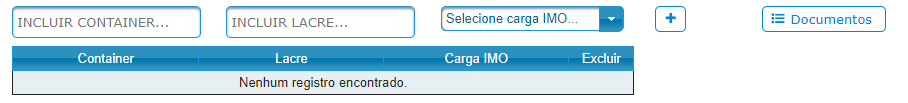 INCLUIR CONTAINER... INCLUIR LACRE... Selecione carga IMO... + Documentos
Container Lacre Carga IMO Excluir
Nenhum registro encontrado.